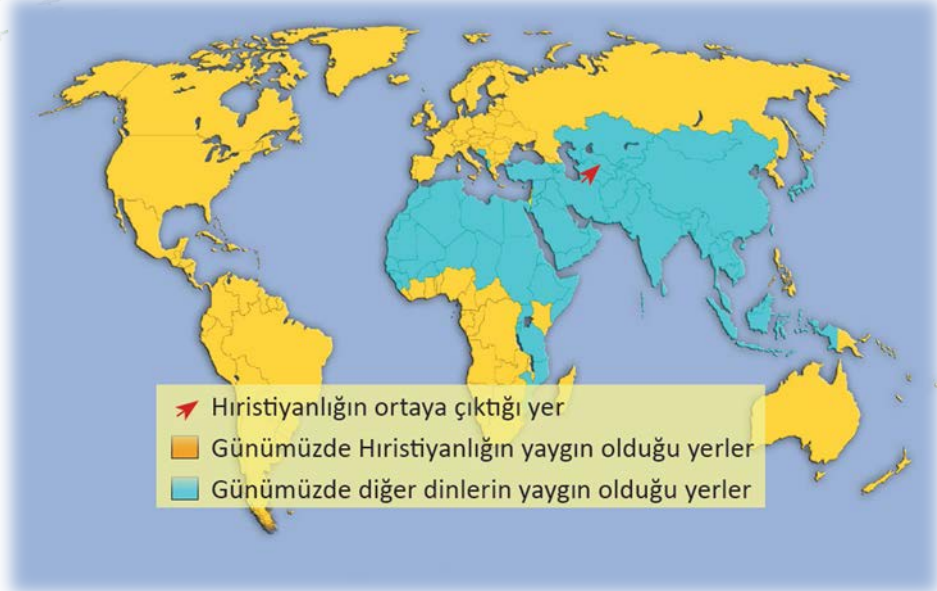 Hıristiyanlığın ortaya çıktığı yer
Günümüzde Hıristiyanlığın yaygın olduğu yerler
Günümüzde diğer dinlerin yaygın olduğu yerler